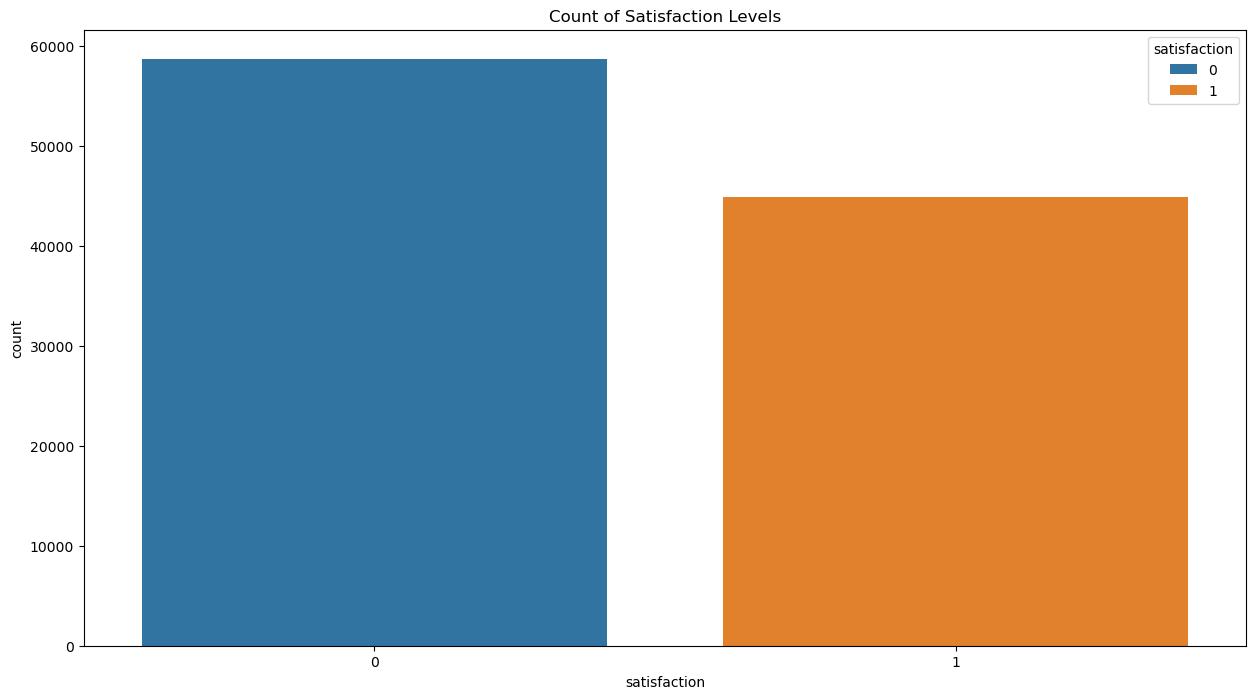 Count of Satisfaction Levels
satisfaction
0
1
60000
50000
40000
30000
20000
10000
0
count
0 1
satisfaction